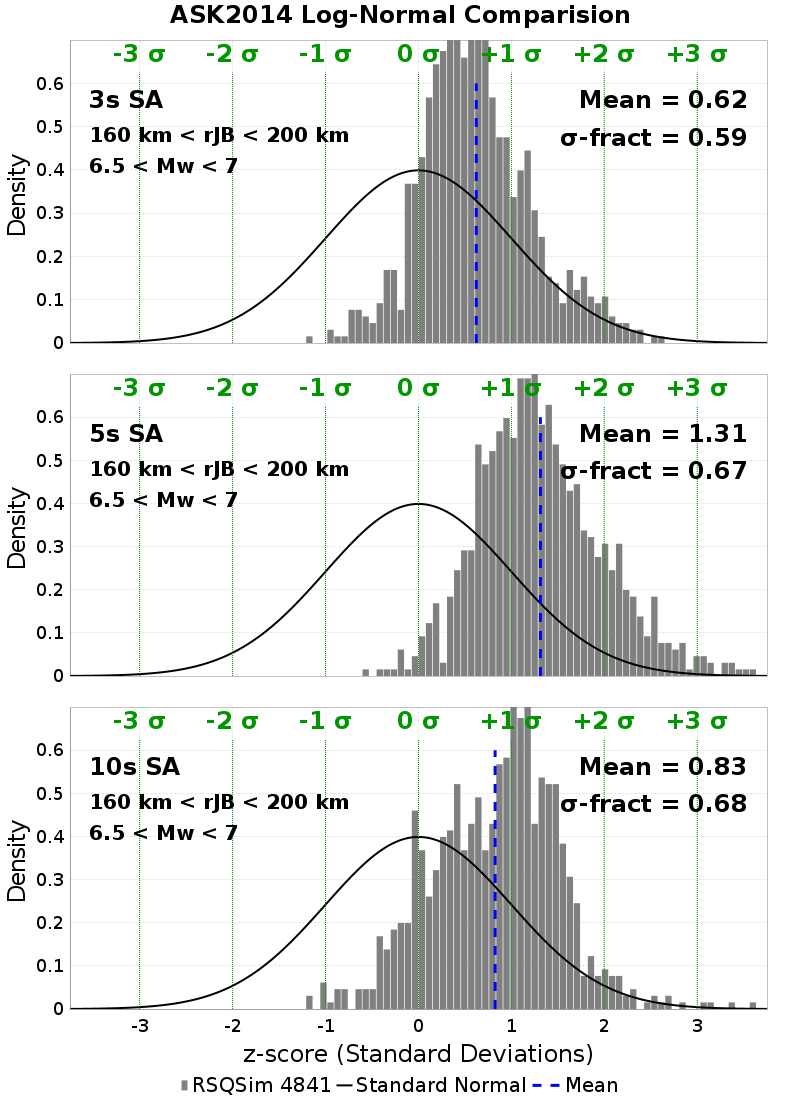 ASK2014 Log-Normal Comparision
-3 σ -2 σ -1 σ 0 σ +1 σ +2 σ +3 σ
3s SA
160 km < rJB < 200 km
6.5 < Mw < 7
Mean = 0.62
σ-fract = 0.59
Density
0.6
0.5
0.4
0.3
0.2
0.1
0
-3 σ -2 σ -1 σ 0 σ +1 σ +2 σ +3 σ
5s SA
160 km < rJB < 200 km
6.5 < Mw < 7
Mean = 1.31
σ-fract = 0.67
Density
0.6
0.5
0.4
0.3
0.2
0.1
0
-3 σ -2 σ -1 σ 0 σ +1 σ +2 σ +3 σ
10s SA
160 km < rJB < 200 km
6.5 < Mw < 7
Mean = 0.83
σ-fract = 0.68
Density
0.6
0.5
0.4
0.3
0.2
0.1
0
-3 -2 -1 0 1 2 3
z-score (Standard Deviations)
RSQSim 4841 Standard Normal Mean